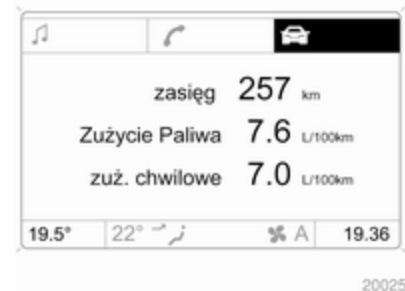 zasięg 257 km
Zużycie Paliwa 7.6 L/100km
zuż. chwilowe 7.0 L/100km
19.5° 22° A 19.36
20025